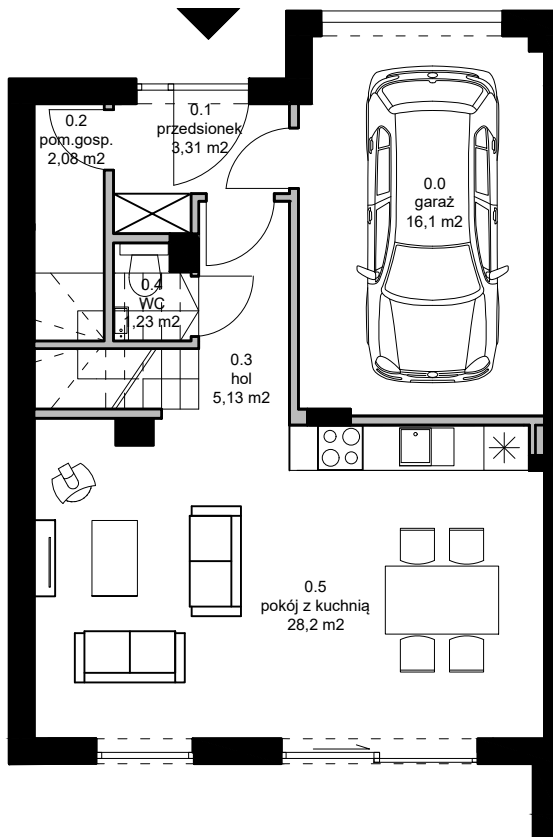 0.1
przedsionek
3,31 m2
0.2
pom.gosp.
2,08 m2
0.0
garaż
16,1 m2
0.4
WC
1,23 m2
0.3
hol
5,13 m2
0.5
pokój z kuchnią
28,2 m2